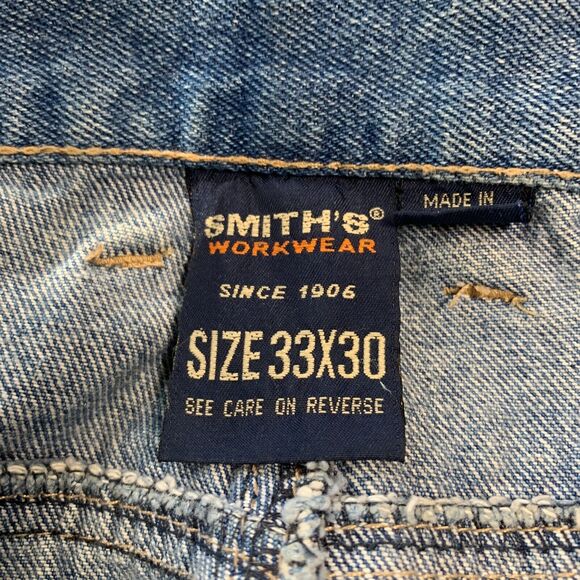 SMITH'S®
WORKWEAR
SINCE 1906
SIZE 33X30
SEE CARE ON REVERSE
MADE IN